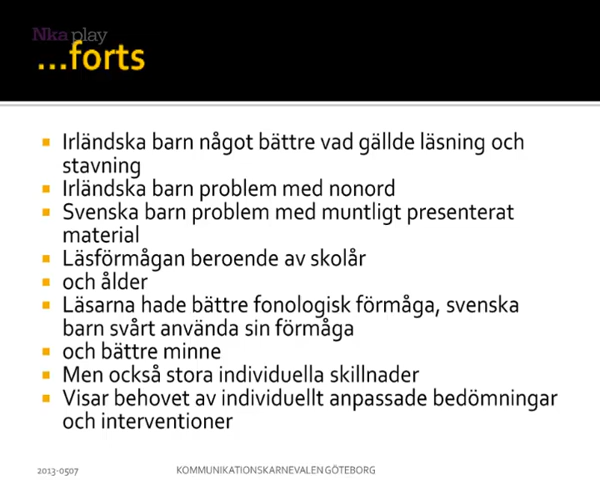 Nka play
...forts
Irländska barn något bättre vad gällde läsning och
stavning
Irländska barn problem med nonord
Svenska barn problem med muntligt presenterat
material
Läsförmågan beroende av skolår
och ålder
Läsarna hade bättre fonologisk förmåga, svenska
barn svårt använda sin förmåga
och bättre minne
Men också stora individuella skillnader
Visar behovet av individuellt anpassade bedömningar
och interventioner
2013-0507 KOMMUNIKATIONSKARNEVALEN GÖTEBORG